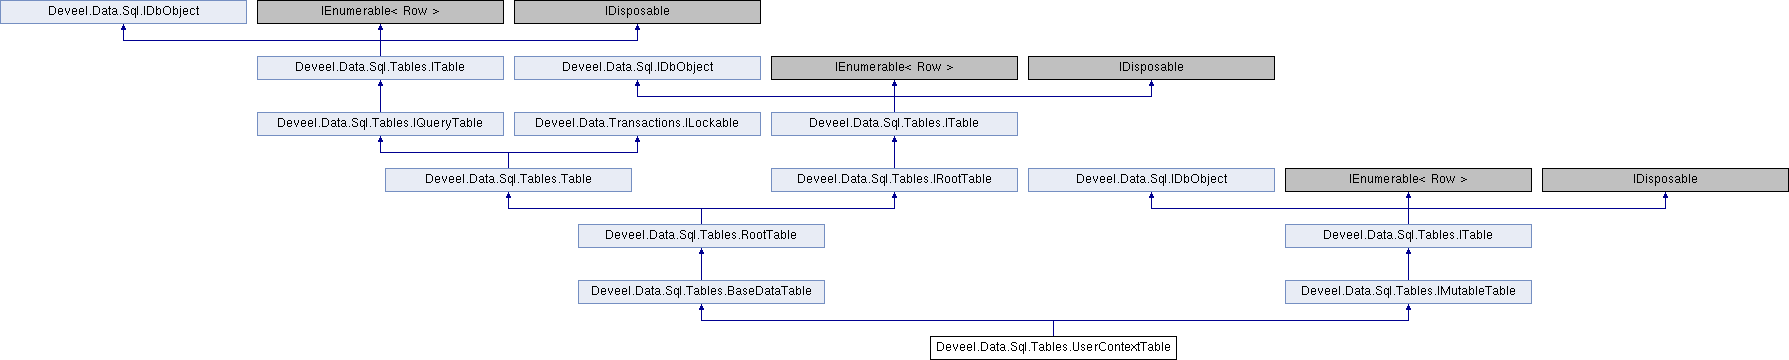 Deveel.Data.Sql.IDbObject
IEnumerable< Row >
IDisposable
Deveel.Data.Sql.Tables.ITable
Deveel.Data.Sql.IDbObject
IEnumerable< Row >
IDisposable
Deveel.Data.Sql.Tables.IQueryTable
Deveel.Data.Transactions.ILockable
Deveel.Data.Sql.Tables.ITable
Deveel.Data.Sql.Tables.Table
Deveel.Data.Sql.Tables.IRootTable
Deveel.Data.Sql.IDbObject
IEnumerable< Row >
IDisposable
Deveel.Data.Sql.Tables.RootTable
Deveel.Data.Sql.Tables.ITable
Deveel.Data.Sql.Tables.BaseDataTable
Deveel.Data.Sql.Tables.IMutableTable
Deveel.Data.Sql.Tables.UserContextTable